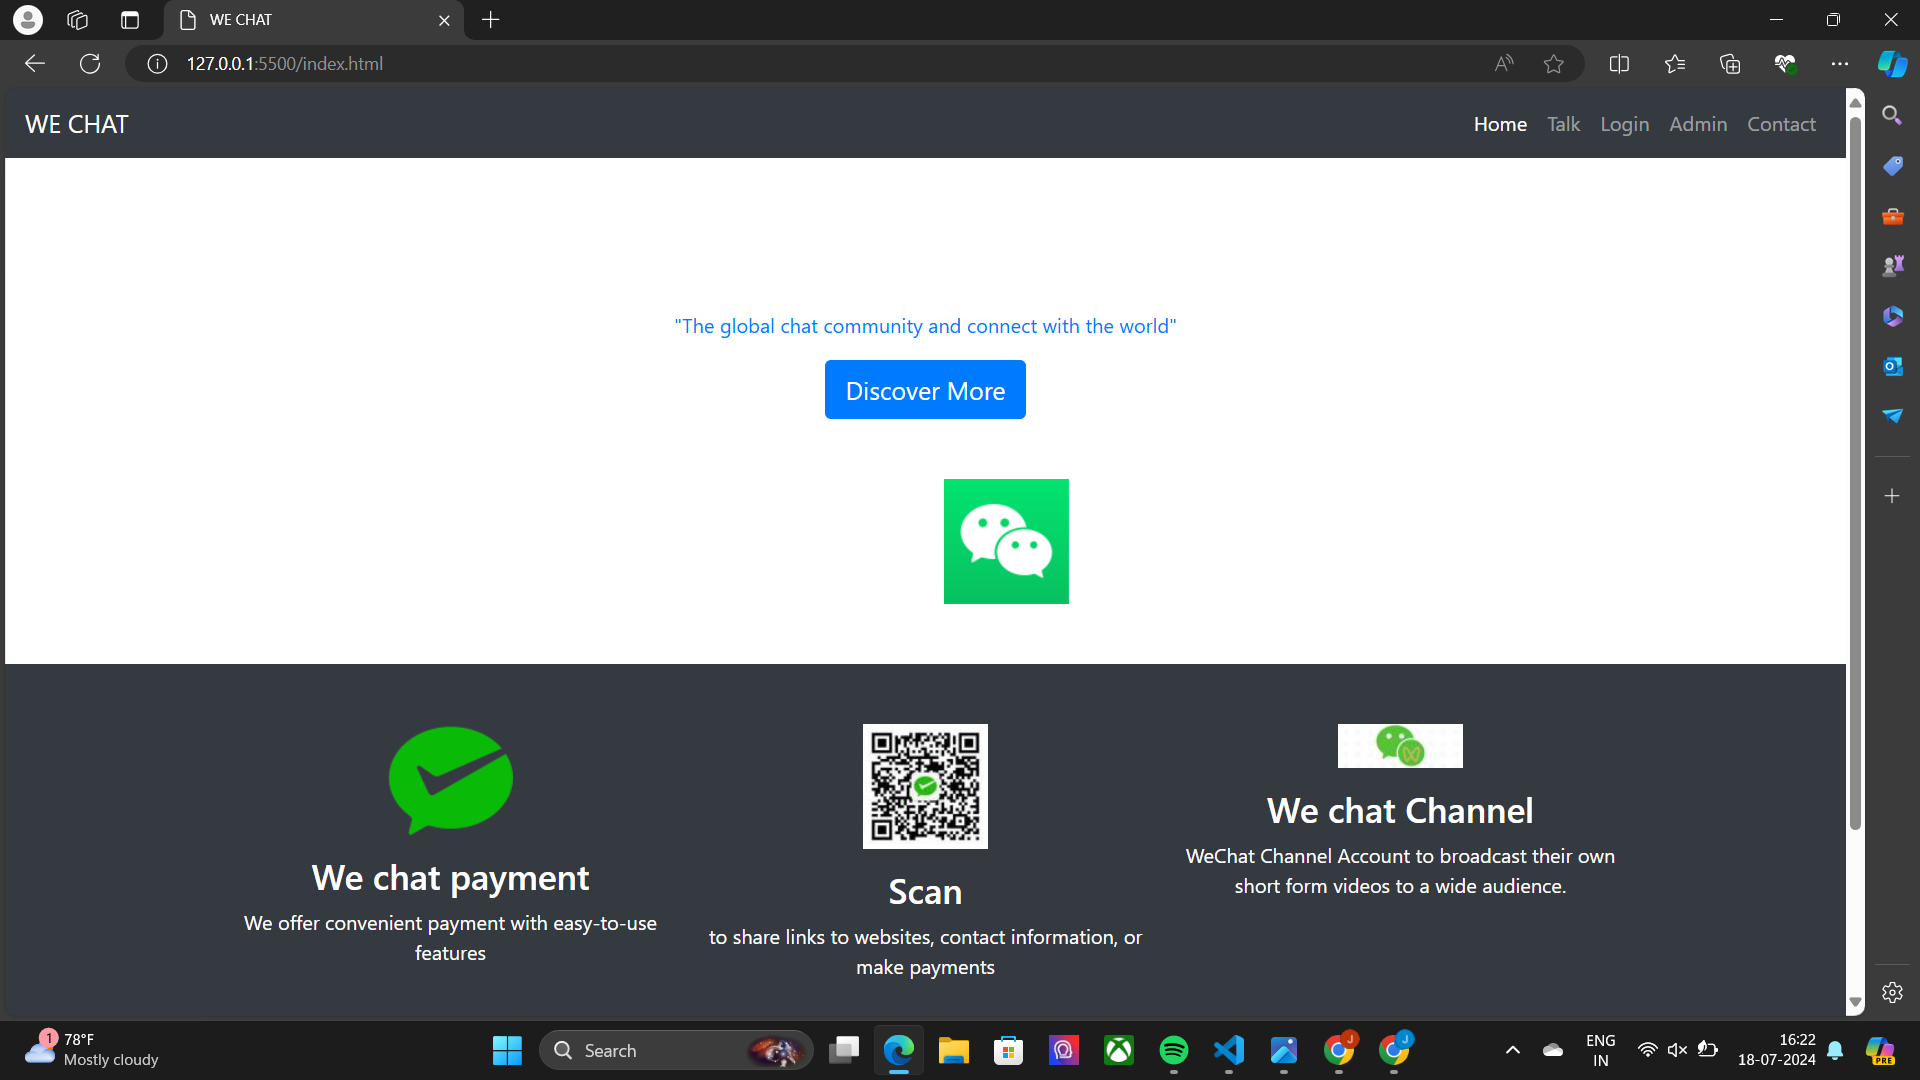 WE CHAT
127.0.0.1:5500/index.html
WE CHAT
Home Talk Login Admin Contact
"The global chat community and connect with the world"
Discover More
We chat payment
We offer convenient payment with easy-to-use
features
Scan
to share links to websites, contact information, or
make payments
We chat Channel
WeChat Channel Account to broadcast their own
short form videos to a wide audience.
1
78°F
Mostly cloudy
Search
J
J
ENG
IN
16:22
18-07-2024
PRE